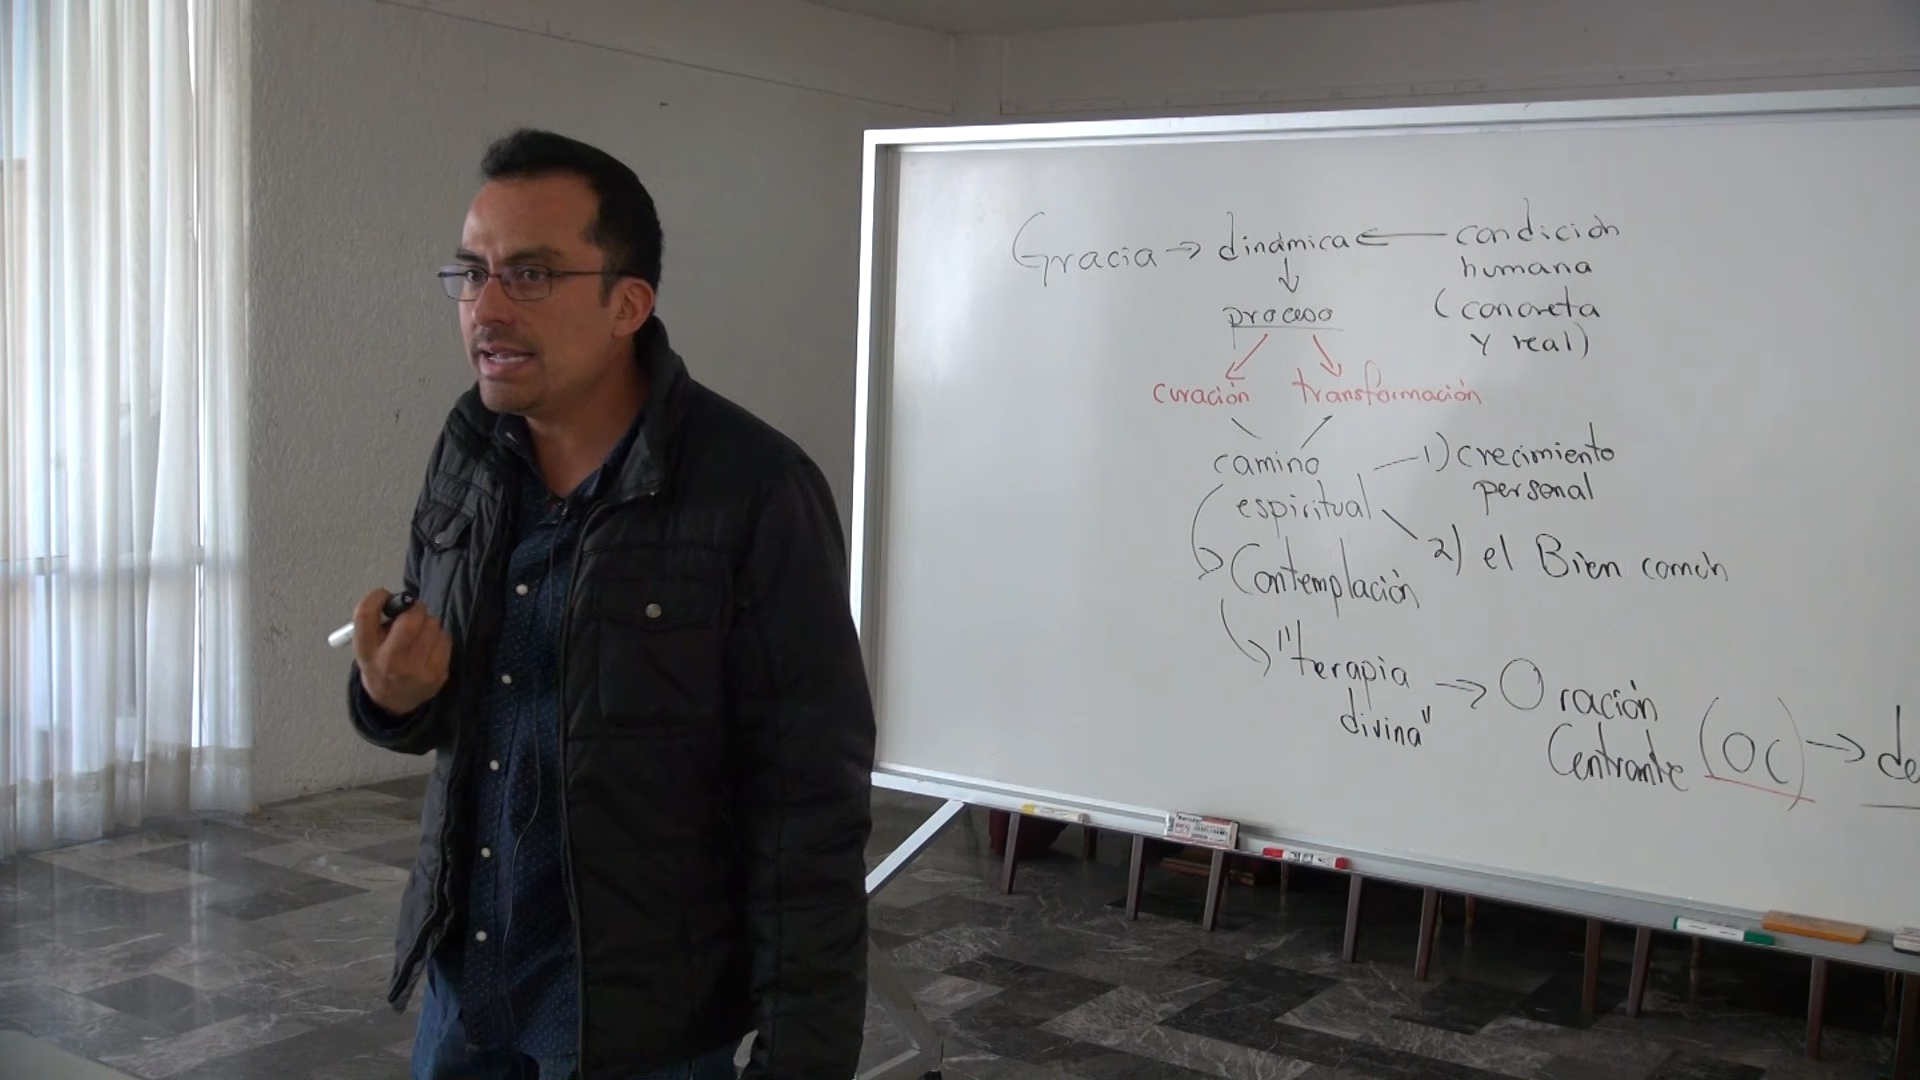 Gracia → dinámica ← condición
humana
(concreta
y real)
↓
proceso
curación transformación
camino
espiritual
1) crecimiento
personal
2) el Bien común
Contemplación
"terapia
divina"
→ Oración
Centrante (OC) → de